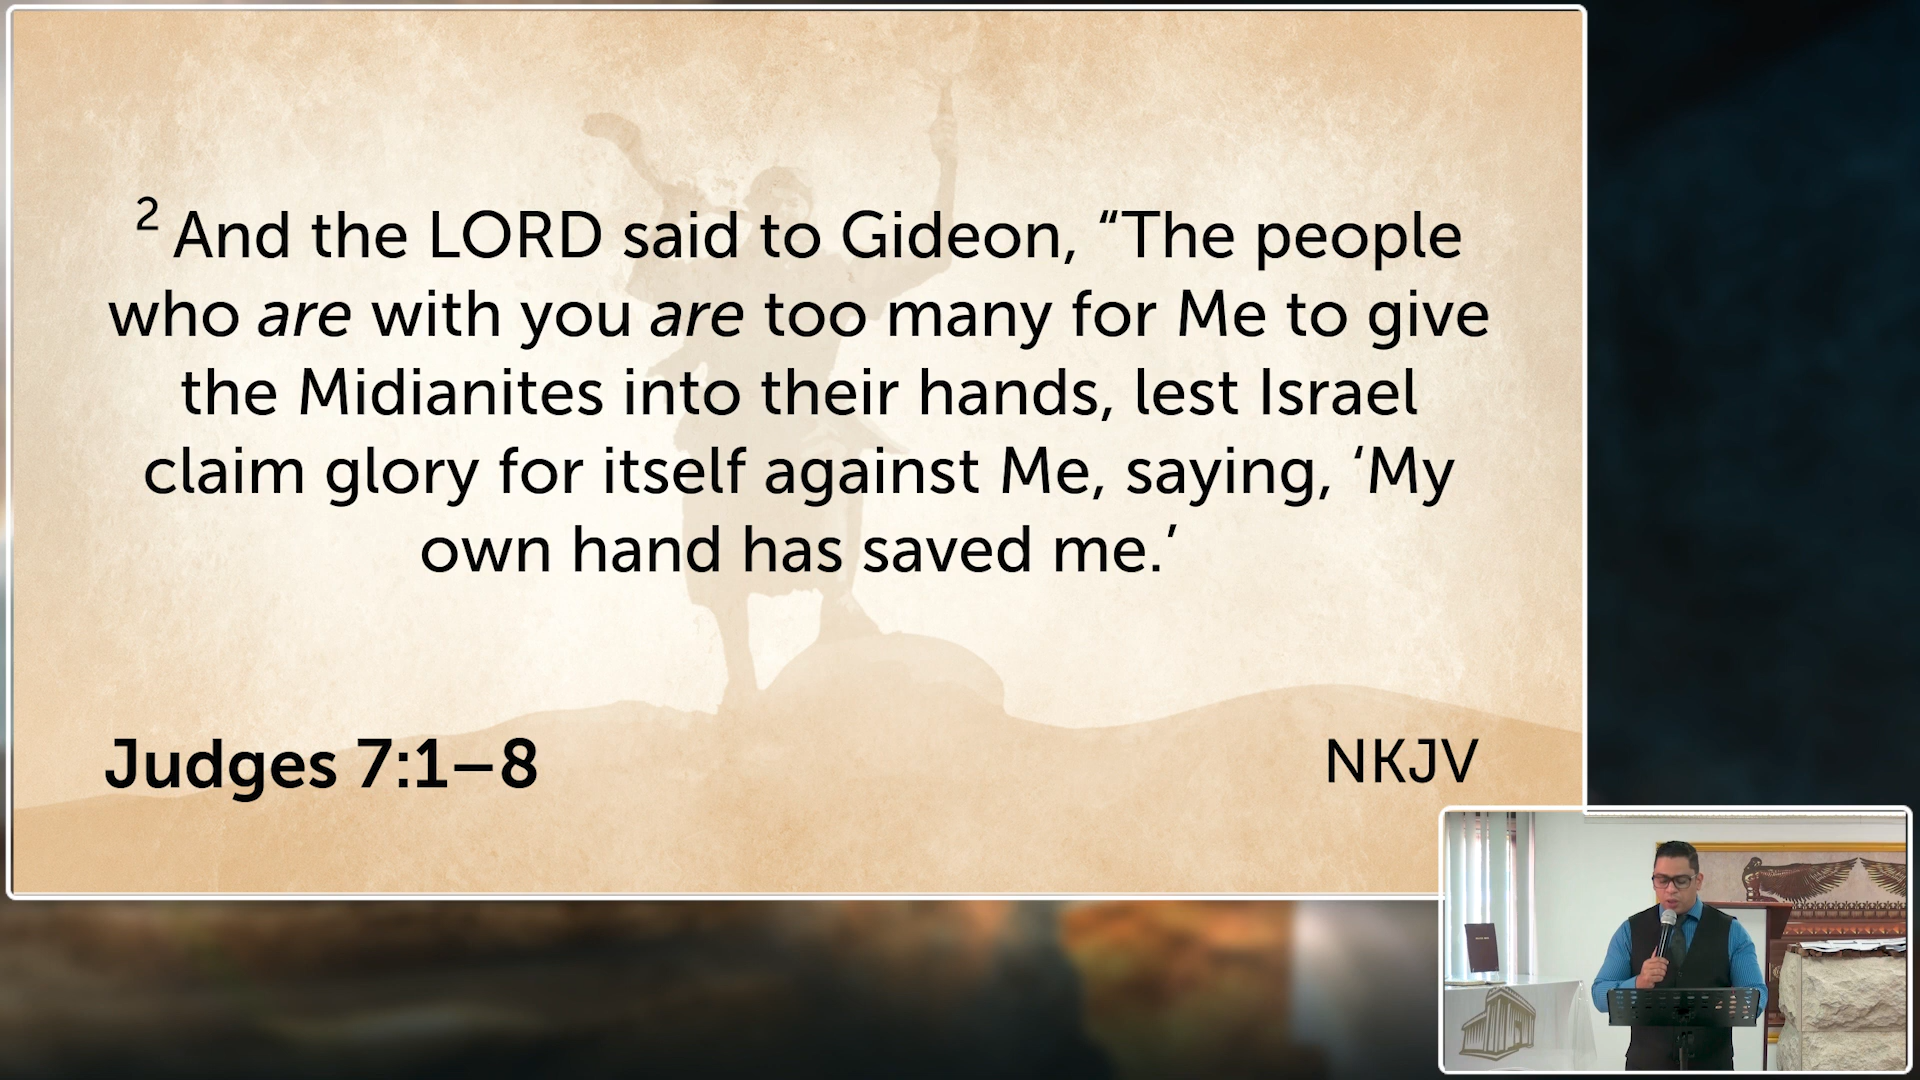 2 And the LORD said to Gideon, “The people
who are with you are too many for Me to give
the Midianites into their hands, lest Israel
claim glory for itself against Me, saying, ‘My
own hand has saved me.’
Judges 7:1–8
NKJV